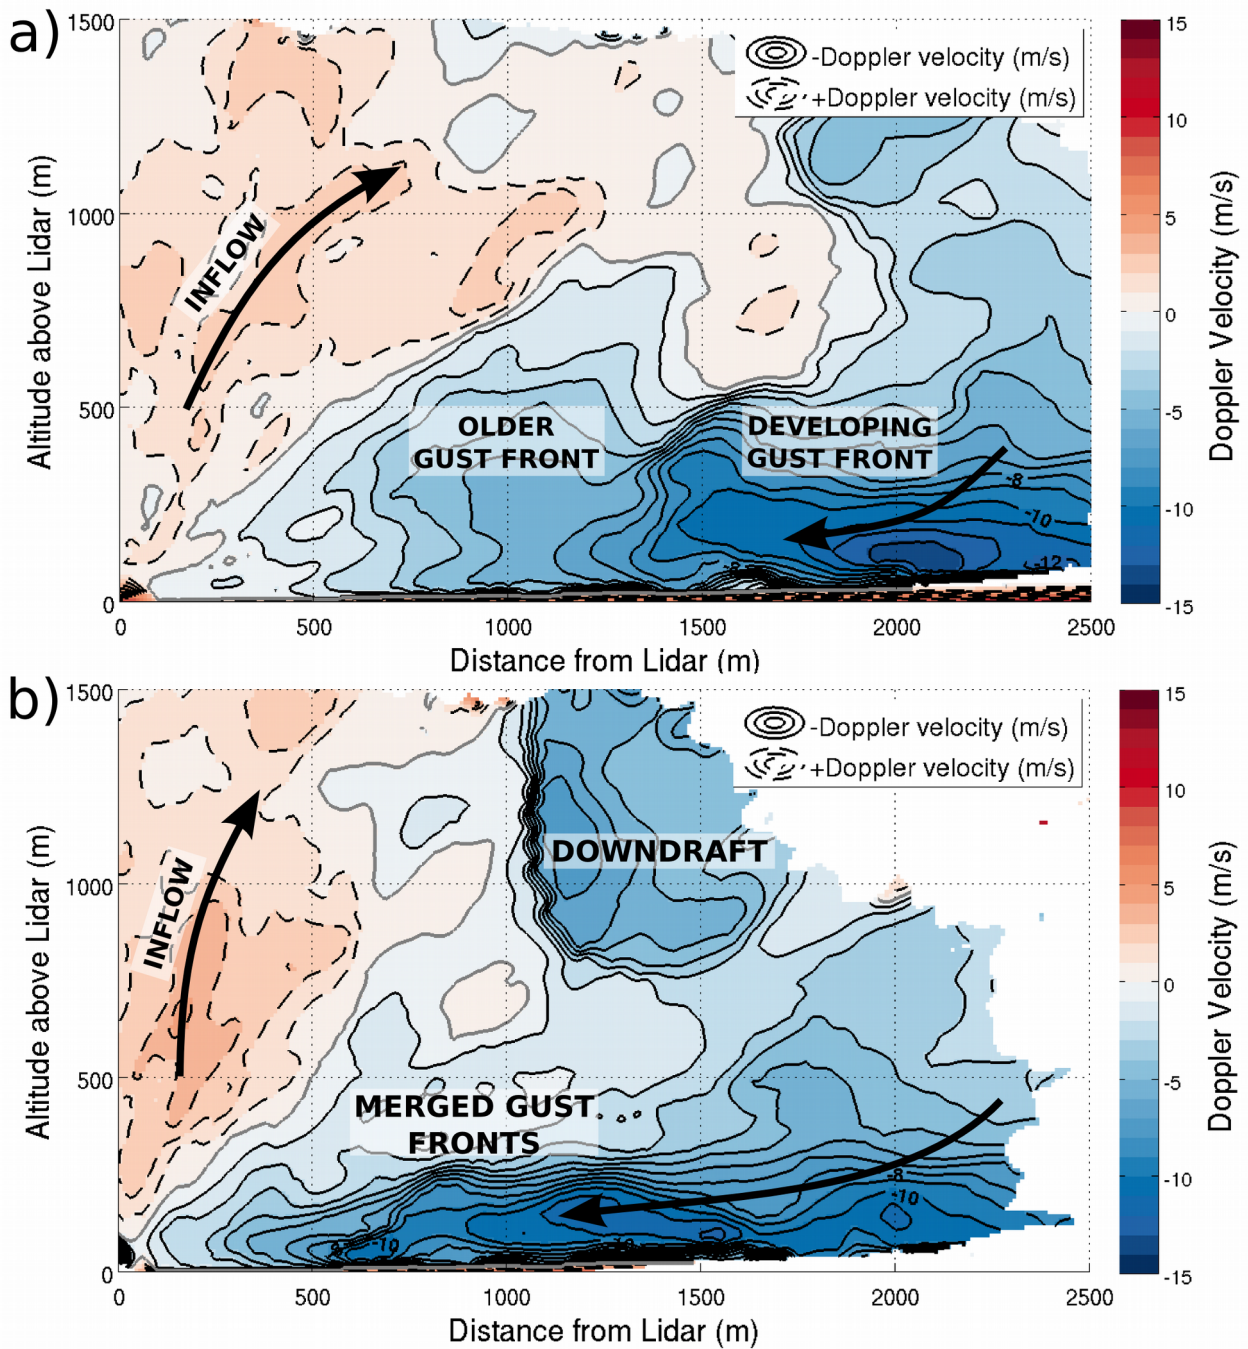 a)
1500
1000
500
0
Altitude above Lidar (m)
-Doppler velocity (m/s)
+Doppler velocity (m/s)
INFLOW
OLDER
GUST FRONT
DEVELOPING
GUST FRONT
-8
-10
-12
0
500
1000
1500
2000
2500
Distance from Lidar (m)
15
10
5
0
-5
-10
-15
Doppler Velocity (m/s)
b)
1500
1000
500
0
Altitude above Lidar (m)
-Doppler velocity (m/s)
+Doppler velocity (m/s)
INFLOW
DOWNDRAFT
MERGED GUST
FRONTS
-8
-10
-10
0
500
1000
1500
2000
2500
Distance from Lidar (m)
15
10
5
0
-5
-10
-15
Doppler Velocity (m/s)